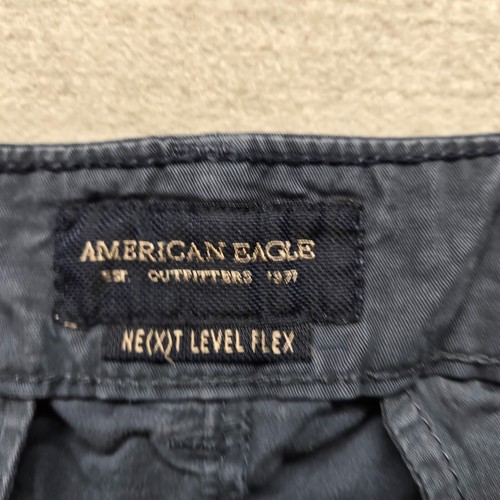 AMERICAN EAGLE
EST. OUTFITTERS 1977
NE(X)T LEVEL FLEX